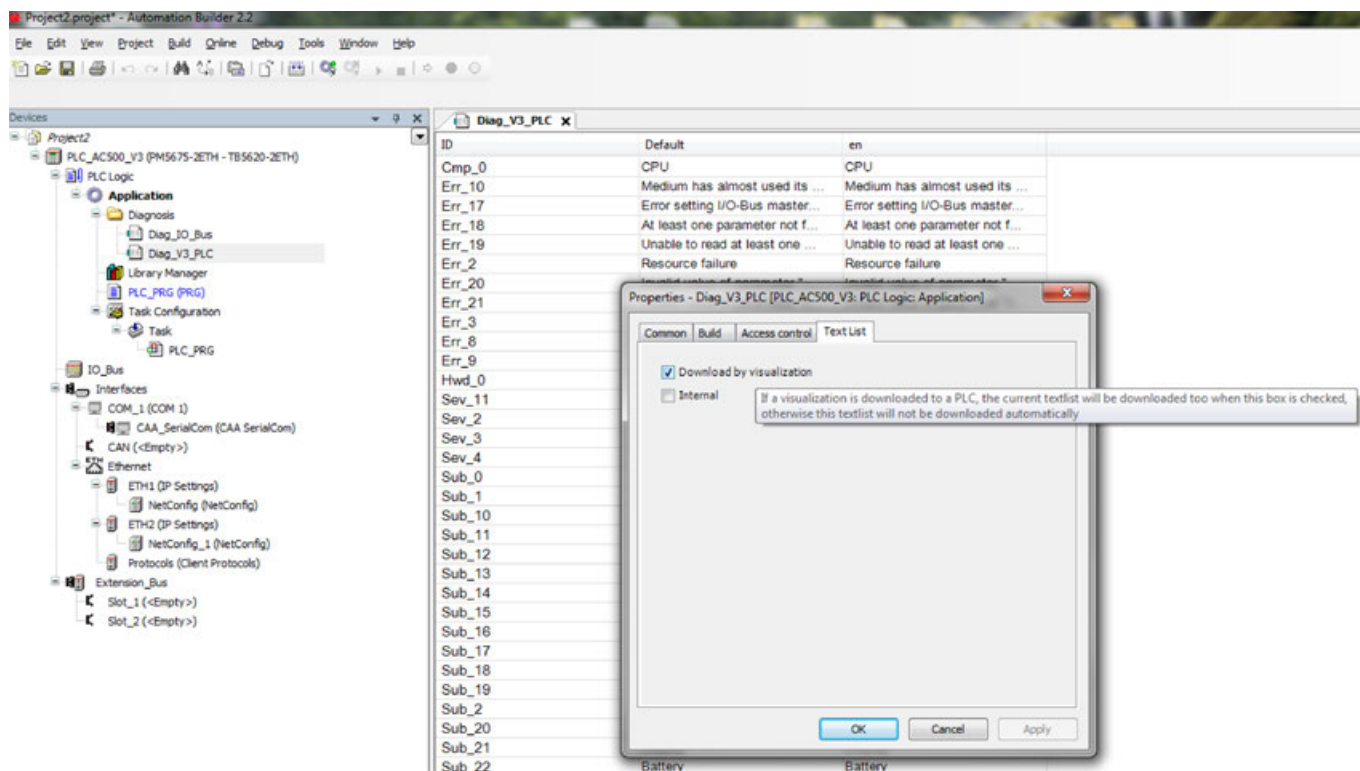 Project2.project* - Automation Builder 2.2
File Edit View Project Build Online Debug Tools Window Help
Devices
Project2
PLC_AC500_V3 (PM5675-2ETH - TB5620-2ETH)
PLC Logic
Application
Diagnosis
Diag_IO_Bus
Diag_V3_PLC
Library Manager
PLC_PRG (PRG)
Task Configuration
Task
PLC_PRG
IO_Bus
Interfaces
COM_1 (COM 1)
CAA_SerialCom (CAA SerialCom)
CAN (<Empty>)
Ethernet
ETH1 (IP Settings)
NetConfig (NetConfig)
ETH2 (IP Settings)
NetConfig_1 (NetConfig)
Protocols (Client Protocols)
Extension_Bus
Slot_1 (<Empty>)
Slot_2 (<Empty>)
Diag_V3_PLC
ID Default en
Cmp_0 CPU CPU
Err_10 Medium has almost used its ... Medium has almost used its ...
Err_17 Error setting I/O-Bus master... Error setting I/O-Bus master...
Err_18 At least one parameter not f... At least one parameter not f...
Err_19 Unable to read at least one ... Unable to read at least one ...
Err_2 Resource failure Resource failure
Err_20
Err_21
Err_3
Err_8
Err_9
Hwd_0
Sev_11
Sev_2
Sev_3
Sev_4
Sub_0
Sub_1
Sub_10
Sub_11
Sub_12
Sub_13
Sub_14
Sub_15
Sub_16
Sub_17
Sub_18
Sub_19
Sub_2
Sub_20
Sub_21
Sub_22 Battery Battery
Properties - Diag_V3_PLC [PLC_AC500_V3: PLC Logic: Application]
Common Build Access control Text List
Download by visualization
Internal
If a visualization is downloaded to a PLC, the current textlist will be downloaded too when this box is checked,
otherwise this textlist will not be downloaded automatically
OK Cancel Apply